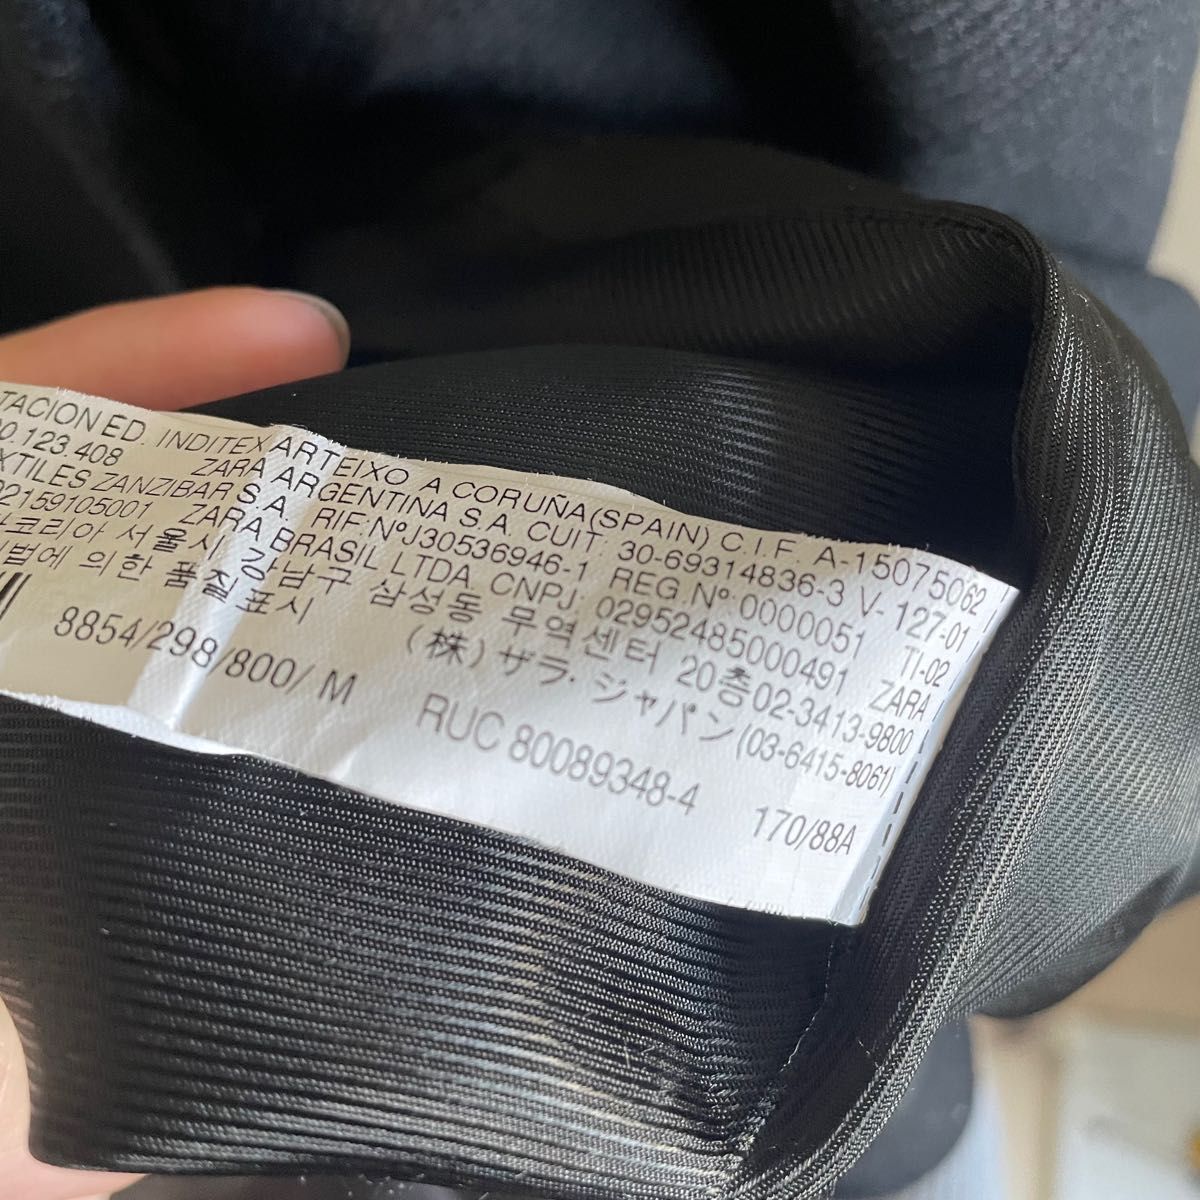 TACION ED. INDITEX ARTEIXO A CORUÑA (SPAIN) C.I.F. A-15075062
0.123.408 ZARA ARGENTINA S.A. CUIT. 30-69314836-3 V-127-01
XTILES ZANZIBAR S.A. RIF. NºJ30536946-1 REG. Nº 0000051 TI-02
02159105001 ZARA BRASIL LTDA. CNPJ. 02952485000491 ZARA
코리아 서울시 강남구 삼성동 무역센터 20층 02-3413-9800
법에 의한 품질표시 (株) ザラ・ジャパン (03-6415-8061)
8854/298/800/ M RUC 80089348-4 170/88A